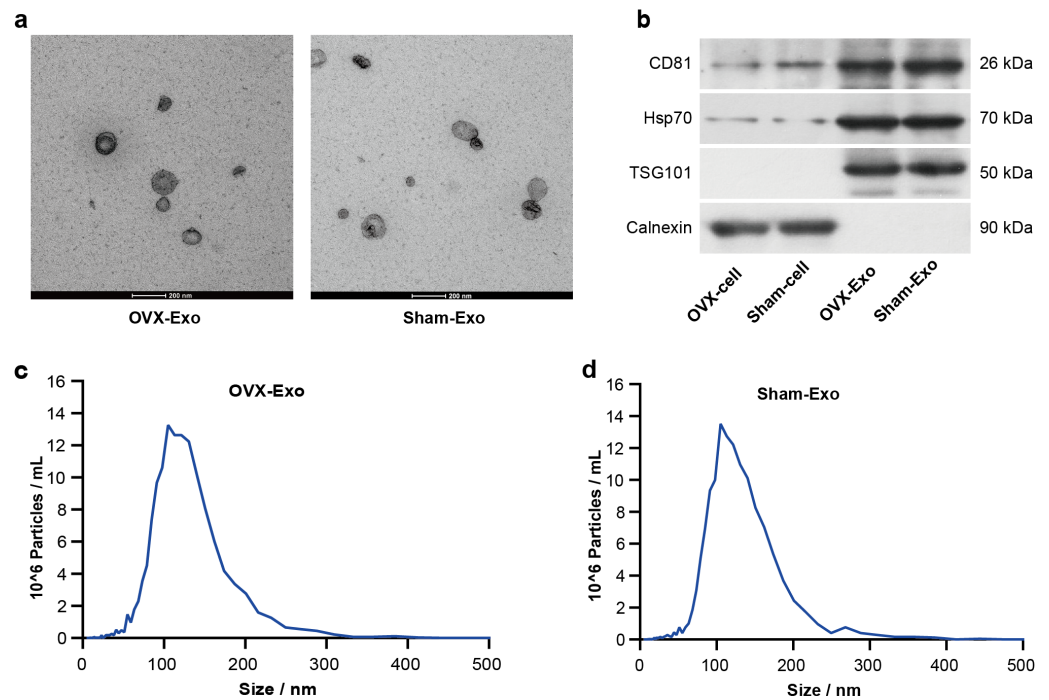 a
200 nm
OVX-Exo
200 nm
Sham-Exo
b
CD81 26 kDa
Hsp70 70 kDa
TSG101 50 kDa
Calnexin 90 kDa
OVX-cell
Sham-cell
OVX-Exo
Sham-Exo
c
OVX-Exo
10^6 Particles / mL
16
14
12
10
8
6
4
2
0
0 100 200 300 400 500
Size / nm
d
Sham-Exo
10^6 Particles / mL
16
14
12
10
8
6
4
2
0
0 100 200 300 400 500
Size / nm